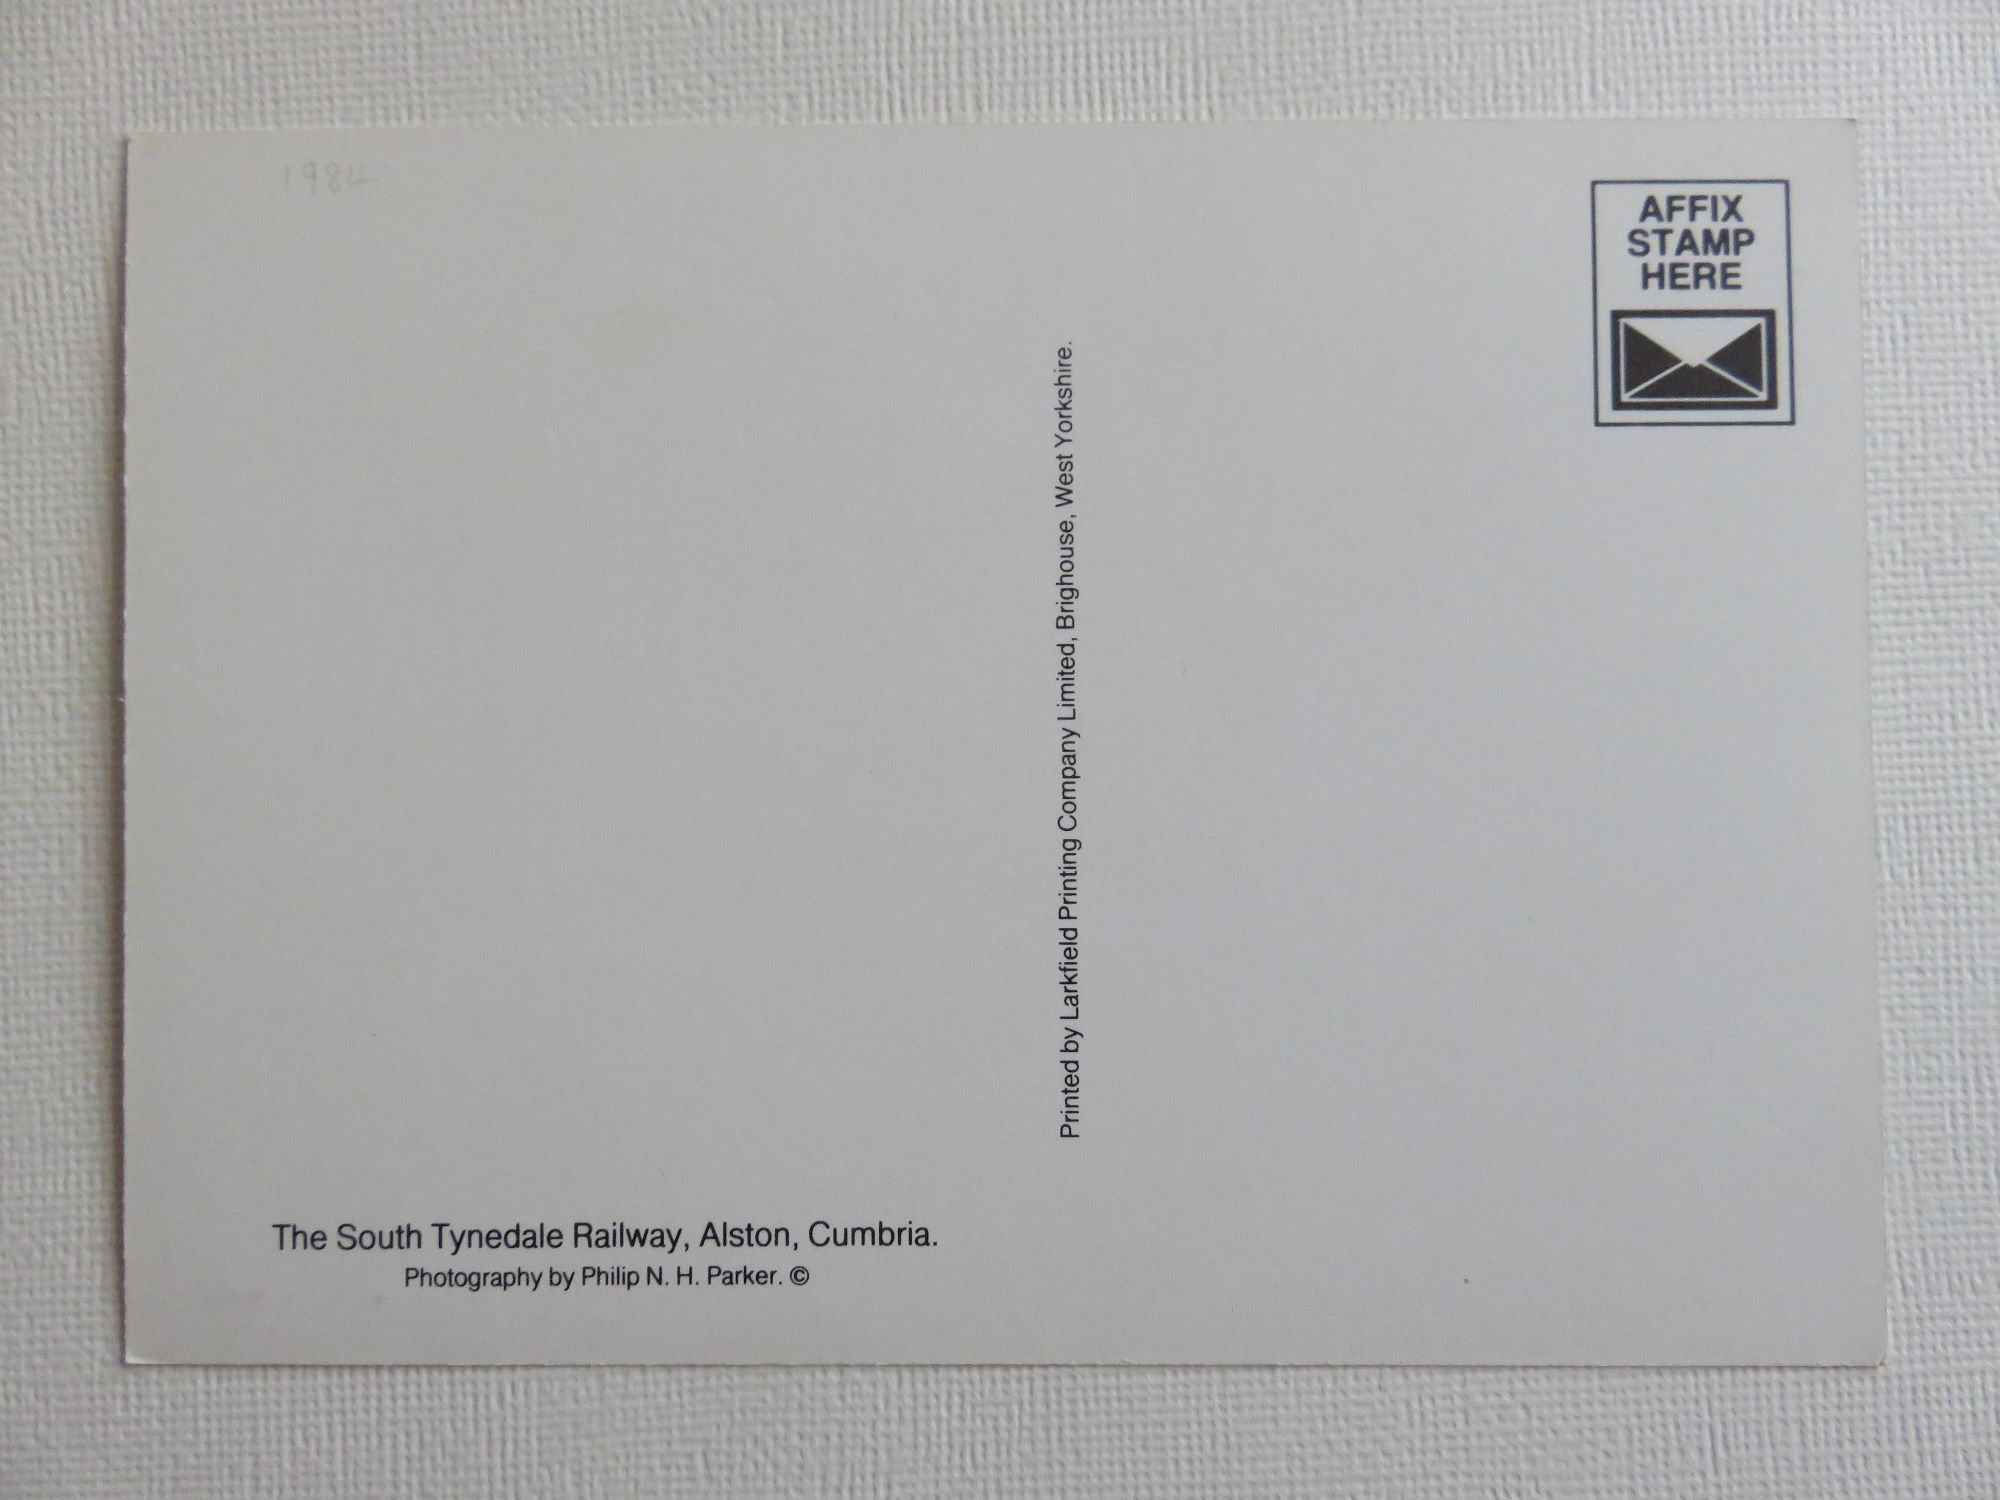 1984
AFFIX
STAMP
HERE
Printed by Larkfield Printing Company Limited, Brighouse, West Yorkshire.
The South Tynedale Railway, Alston, Cumbria.
Photography by Philip N. H. Parker. ©